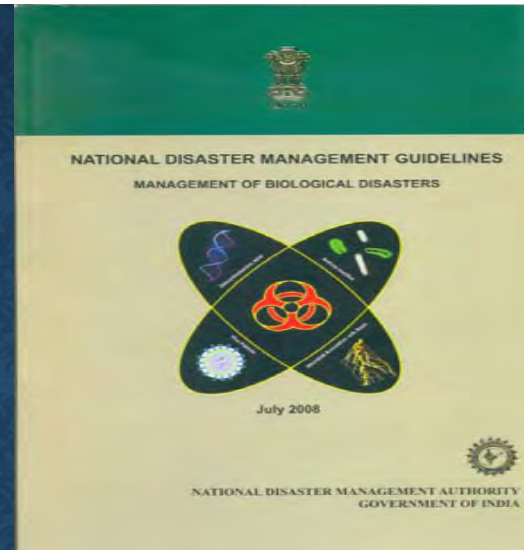 NATIONAL DISASTER MANAGEMENT GUIDELINES
MANAGEMENT OF BIOLOGICAL DISASTERS
July 2008
NATIONAL DISASTER MANAGEMENT AUTHORITY
GOVERNMENT OF INDIA